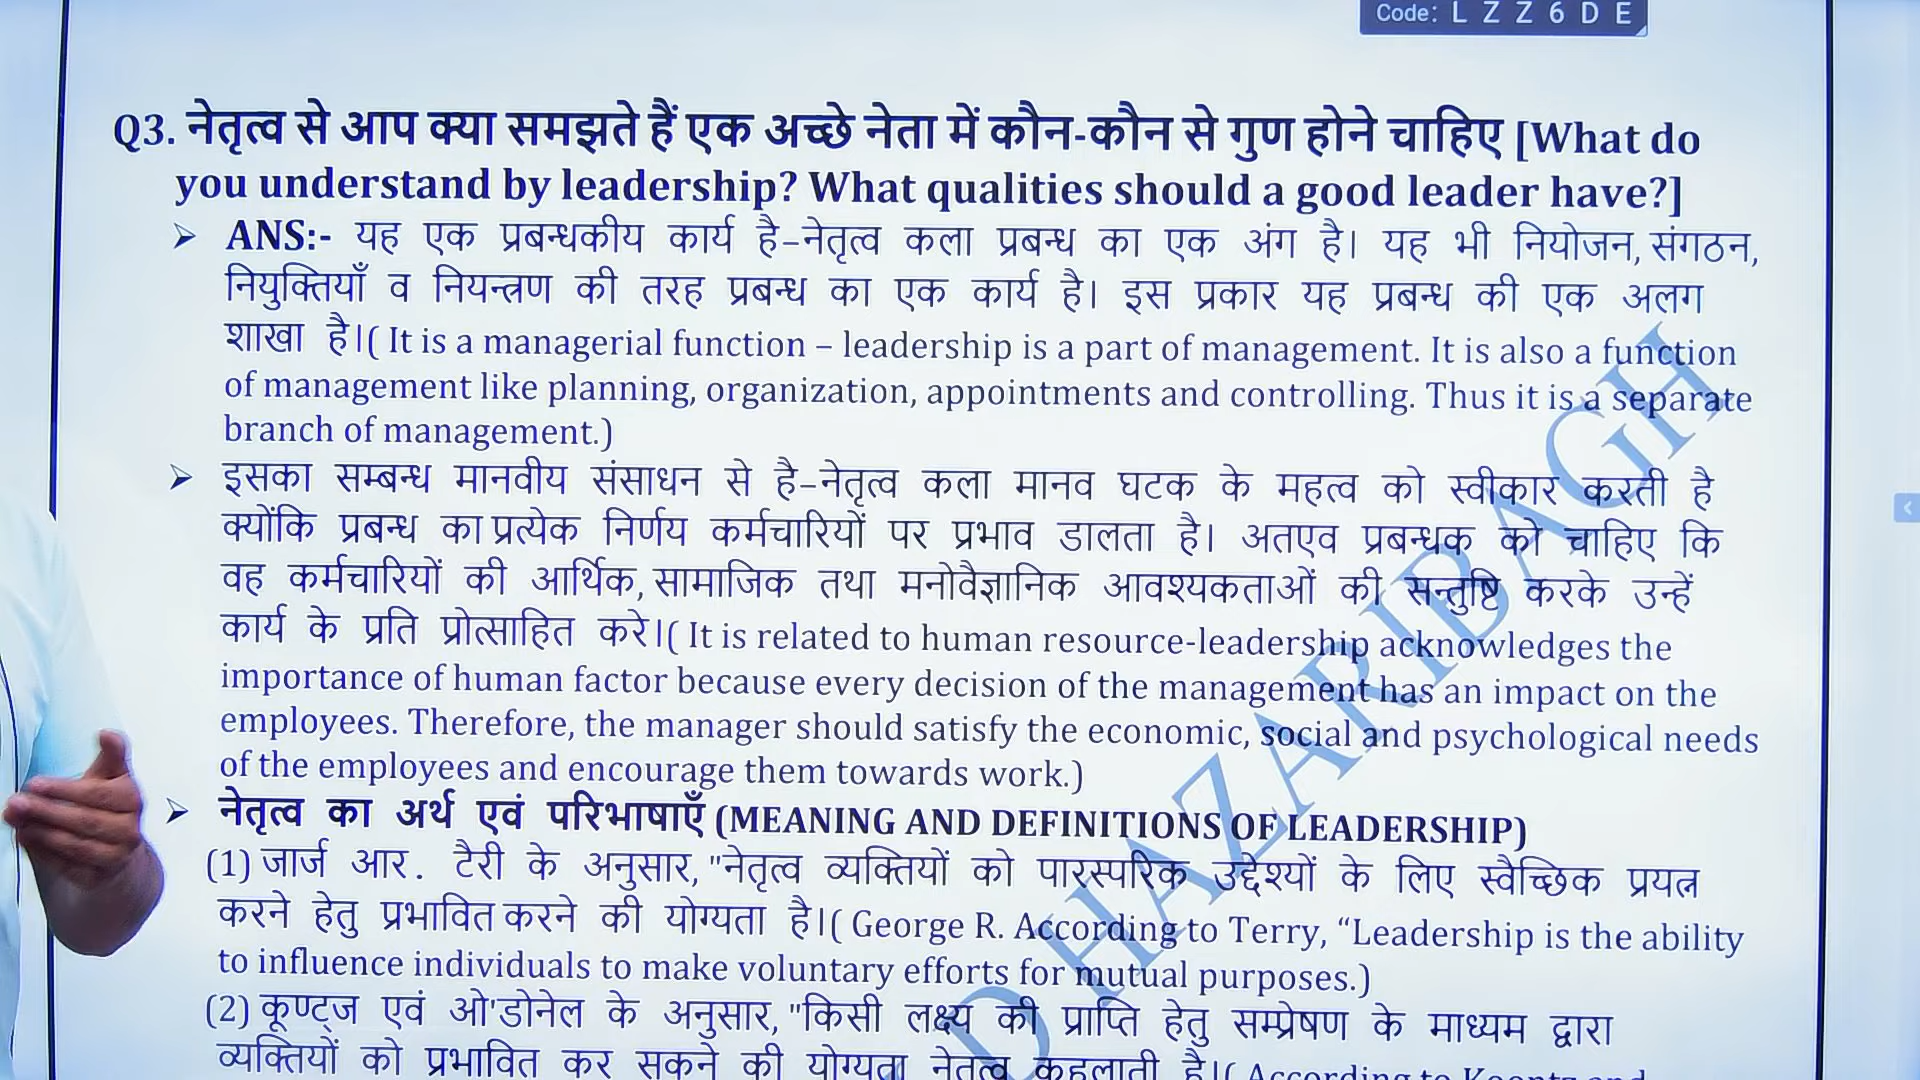 Code: L Z Z 6 D E
Q3. नेतृत्व से आप क्या समझते हैं एक अच्छे नेता में कौन-कौन से गुण होने चाहिए [What do
you understand by leadership? What qualities should a good leader have?]
➢ ANS:- यह एक प्रबन्धकीय कार्य है–नेतृत्व कला प्रबन्ध का एक अंग है। यह भी नियोजन, संगठन,
नियुक्तियाँ व नियन्त्रण की तरह प्रबन्ध का एक कार्य है। इस प्रकार यह प्रबन्ध की एक अलग
शाखा है।( It is a managerial function – leadership is a part of management. It is also a function
of management like planning, organization, appointments and controlling. Thus it is a separate
branch of management.)
➢ इसका सम्बन्ध मानवीय संसाधन से है–नेतृत्व कला मानव घटक के महत्व को स्वीकार करती है
क्योंकि प्रबन्ध का प्रत्येक निर्णय कर्मचारियों पर प्रभाव डालता है। अतएव प्रबन्धक को चाहिए कि
वह कर्मचारियों की आर्थिक, सामाजिक तथा मनोवैज्ञानिक आवश्यकताओं की सन्तुष्टि करके उन्हें
कार्य के प्रति प्रोत्साहित करे।( It is related to human resource-leadership acknowledges the
importance of human factor because every decision of the management has an impact on the
employees. Therefore, the manager should satisfy the economic, social and psychological needs
of the employees and encourage them towards work.)
➢ नेतृत्व का अर्थ एवं परिभाषाएँ (MEANING AND DEFINITIONS OF LEADERSHIP)
(1) जार्ज आर. टैरी के अनुसार, "नेतृत्व व्यक्तियों को पारस्परिक उद्देश्यों के लिए स्वैच्छिक प्रयत्न
करने हेतु प्रभावित करने की योग्यता है।( George R. According to Terry, “Leadership is the ability
to influence individuals to make voluntary efforts for mutual purposes.)
(2) कूण्ट्ज एवं ओ'डोनेल के अनुसार, "किसी लक्ष्य की प्राप्ति हेतु सम्प्रेषण के माध्यम द्वारा
व्यक्तियों को प्रभावित कर सकने की योग्यता नेतृत्व कहलाती है।( According to Koontz and
D HAZARIBAGH